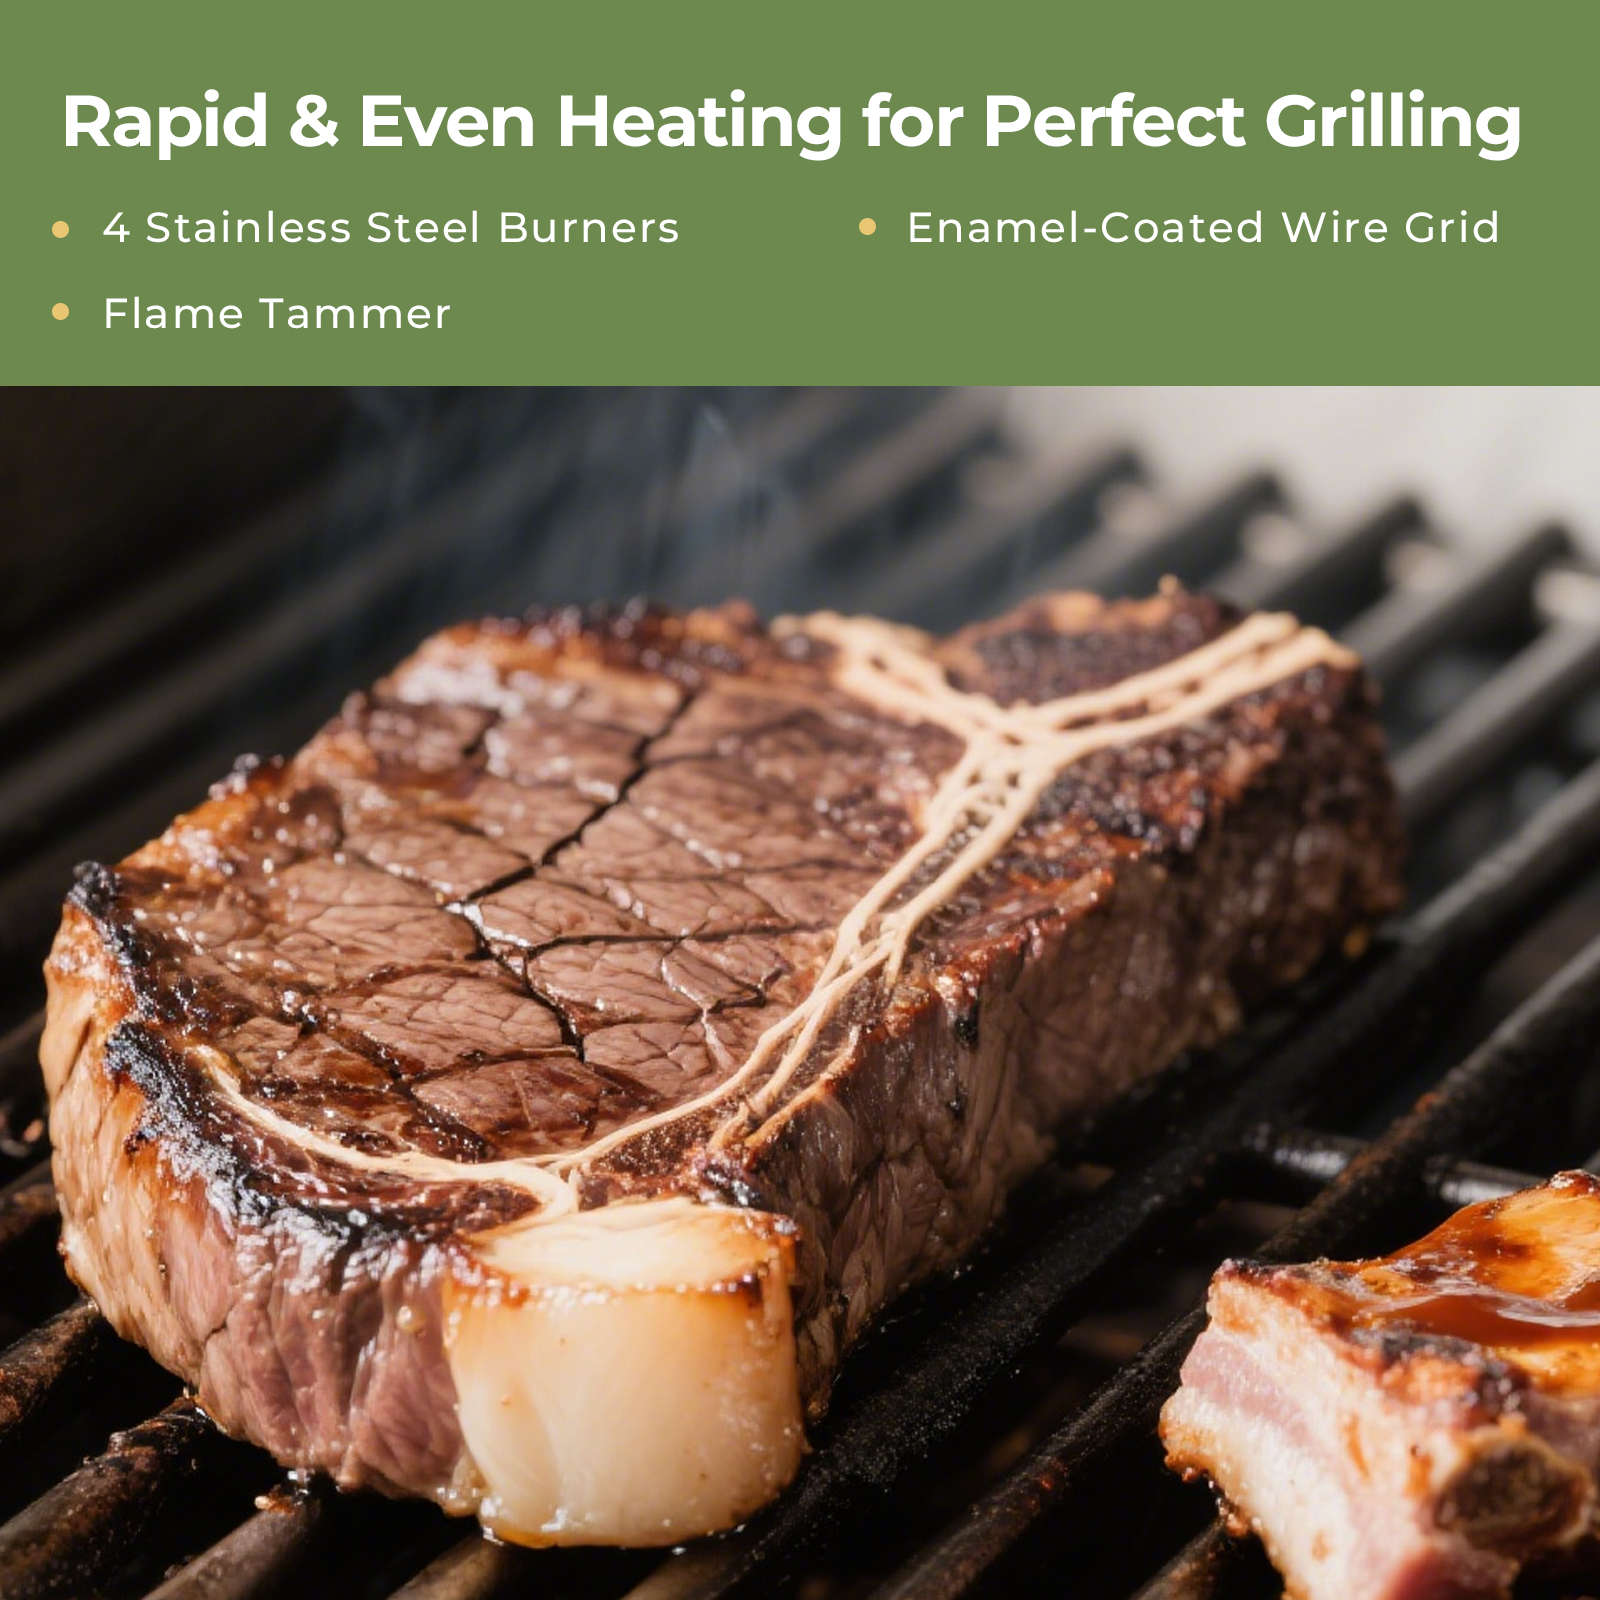 Rapid & Even Heating for Perfect Grilling
4 Stainless Steel Burners
Enamel-Coated Wire Grid
Flame Tammer